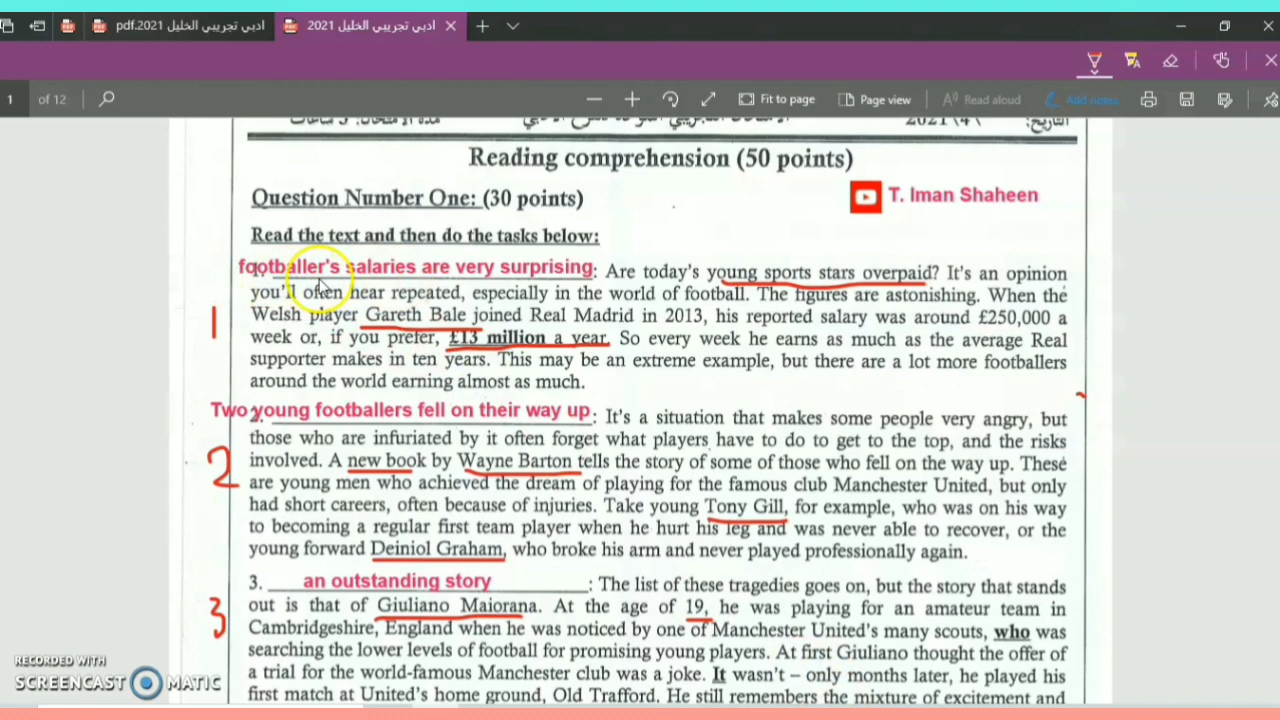 ادبي تجريبي الخليل 2021.pdf
ادبي تجريبي الخليل 2021
1 of 12
Fit to page
Page view
Read aloud
Add notes
التاريخ: 2021\4\
Reading comprehension (50 points)
Question Number One: (30 points)
T. Iman Shaheen
Read the text and then do the tasks below:
footballer's salaries are very surprising: Are today's young sports stars overpaid? It's an opinion
you'll often hear repeated, especially in the world of football. The figures are astonishing. When the
Welsh player Gareth Bale joined Real Madrid in 2013, his reported salary was around £250,000 a
1
week or, if you prefer, £13 million a year. So every week he earns as much as the average Real
supporter makes in ten years. This may be an extreme example, but there are a lot more footballers
around the world earning almost as much.
Two young footballers fell on their way up: It's a situation that makes some people very angry, but
those who are infuriated by it often forget what players have to do to get to the top, and the risks
2
involved. A new book by Wayne Barton tells the story of some of those who fell on the way up. These
are young men who achieved the dream of playing for the famous club Manchester United, but only
had short careers, often because of injuries. Take young Tony Gill, for example, who was on his way
to becoming a regular first team player when he hurt his leg and was never able to recover, or the
young forward Deiniol Graham, who broke his arm and never played professionally again.
3. an outstanding story: The list of these tragedies goes on, but the story that stands
out is that of Giuliano Maiorana. At the age of 19, he was playing for an amateur team in
3
Cambridgeshire, England when he was noticed by one of Manchester United's many scouts, who was
searching the lower levels of football for promising young players. At first Giuliano thought the offer of
a trial for the world-famous Manchester club was a joke. It wasn't – only months later, he played his
first match at United's home ground, Old Trafford. He still remembers the mixture of excitement and
RECORDED WITH
SCREENCAST MATIC